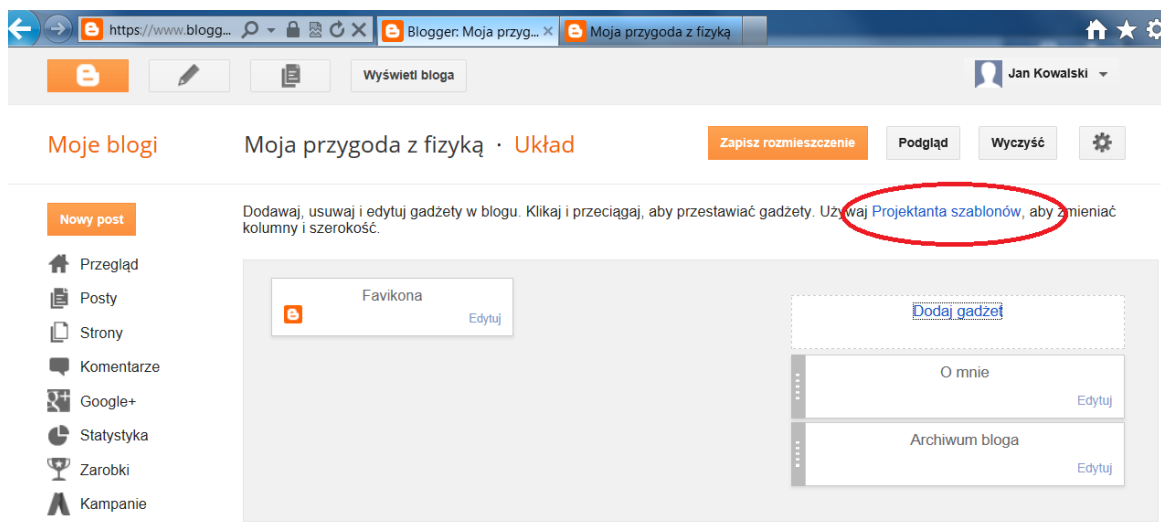 https://www.blogg...
Blogger: Moja przyg...
Moja przygoda z fizyką
Wyświetl bloga
Jan Kowalski
Moje blogi
Moja przygoda z fizyką · Układ
Zapisz rozmieszczenie
Podgląd
Wyczyść
Nowy post
Dodawaj, usuwaj i edytuj gadżety w blogu. Klikaj i przeciągaj, aby przestawiać gadżety. Używaj Projektanta szablonów, aby zmieniać
kolumny i szerokość.
Przegląd
Posty
Strony
Komentarze
Google+
Statystyka
Zarobki
Kampanie
Favikona
Edytuj
Dodaj gadżet
O mnie
Edytuj
Archiwum bloga
Edytuj